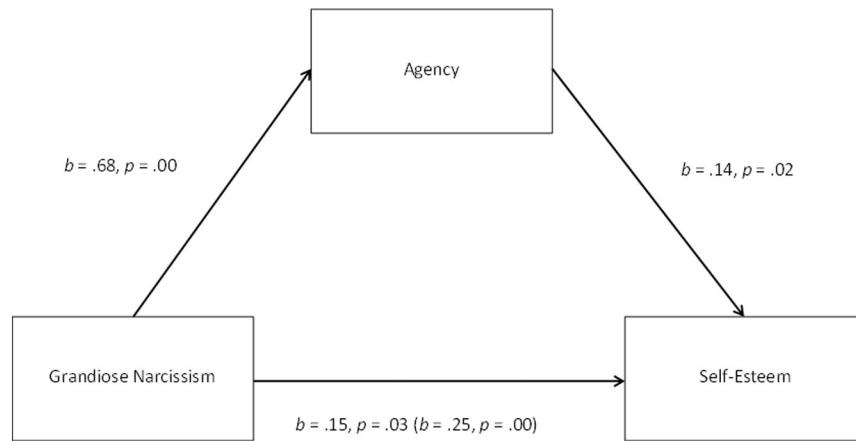 Agency
b = .68, p = .00
b = .14, p = .02
Grandiose Narcissism
Self-Esteem
b = .15, p = .03 (b = .25, p = .00)